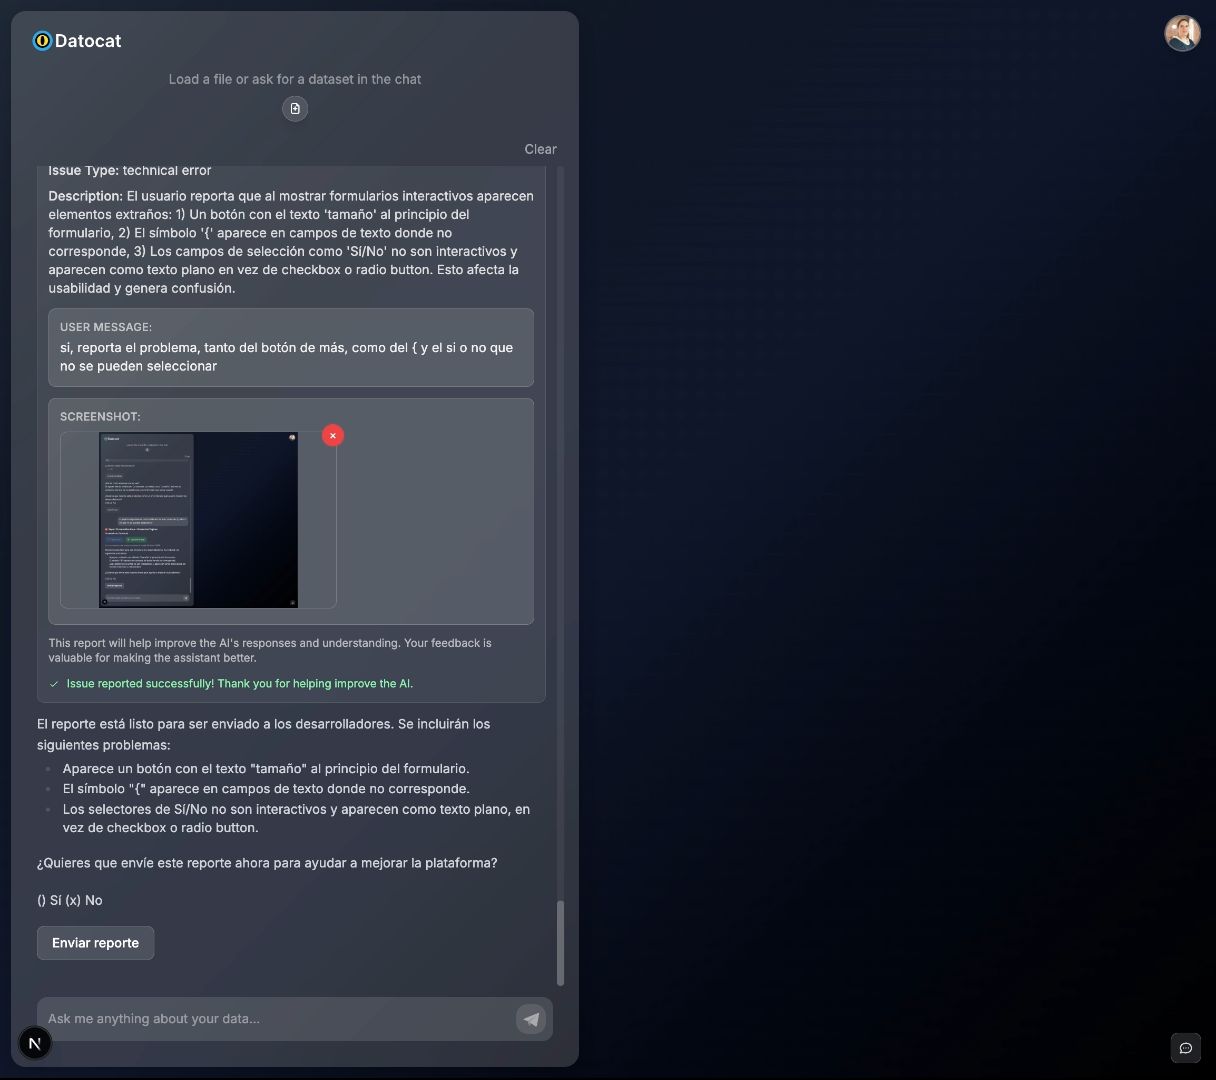 Datocat
Load a file or ask for a dataset in the chat
Clear
Issue Type: technical error
Description: El usuario reporta que al mostrar formularios interactivos aparecen
elementos extraños: 1) Un botón con el texto 'tamaño' al principio del
formulario, 2) El símbolo '{' aparece en campos de texto donde no
corresponde, 3) Los campos de selección como 'Sí/No' no son interactivos y
aparecen como texto plano en vez de checkbox o radio button. Esto afecta la
usabilidad y genera confusión.
USER MESSAGE:
si, reporta el problema, tanto del botón de más, como del { y el si o no que
no se pueden seleccionar
SCREENSHOT:
This report will help improve the AI's responses and understanding. Your feedback is
valuable for making the assistant better.
Issue reported successfully! Thank you for helping improve the AI.
El reporte está listo para ser enviado a los desarrolladores. Se incluirán los
siguientes problemas:
Aparece un botón con el texto "tamaño" al principio del formulario.
El símbolo "{" aparece en campos de texto donde no corresponde.
Los selectores de Sí/No no son interactivos y aparecen como texto plano, en
vez de checkbox o radio button.
¿Quieres que envíe este reporte ahora para ayudar a mejorar la plataforma?
() Sí (x) No
Enviar reporte
Ask me anything about your data...
N